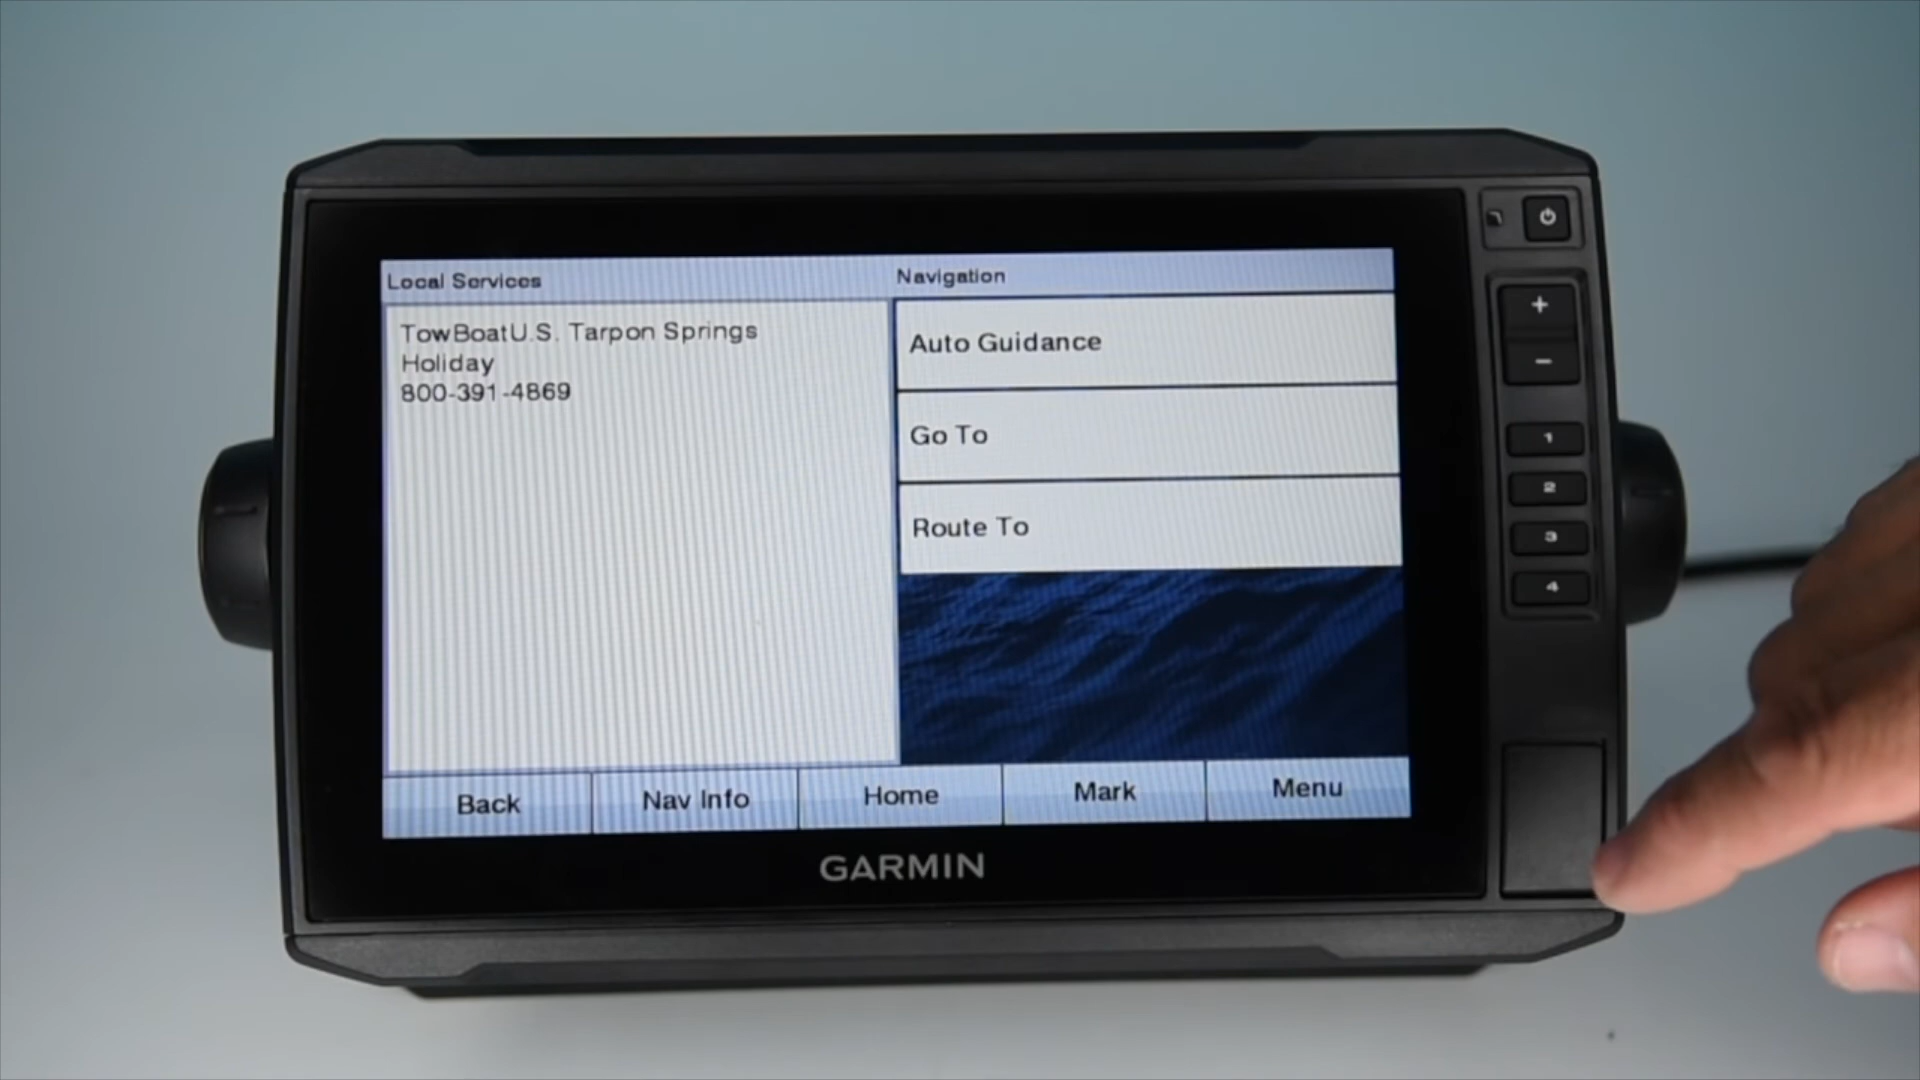 Local Services
Navigation
TowBoatU.S. Tarpon Springs
Holiday
800-391-4869
Auto Guidance
Go To
Route To
Back
Nav Info
Home
Mark
Menu
GARMIN
+
-
1
2
3
4